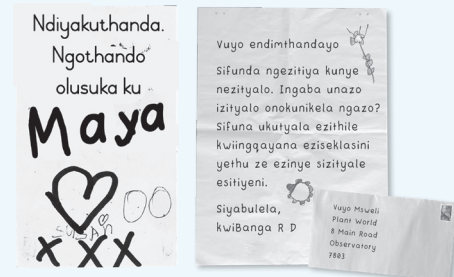 Ndiyakuthanda.
Ngothando
olusuka ku
Maya
SUSAN
X X X
Vuyo endimthandayo
Sifunda ngezitiya kunye
nezityalo. Ingaba unazo
izityalo onokunikela ngazo?
Sifuna ukutyala ezithile
kwiingqayana eziseklasini
yethu ze ezinye sizityale
esitiyeni.
Siyabulela,
kwiBanga R D
Vuyo Msweli
Plant World
8 Main Road
Observatory
7803